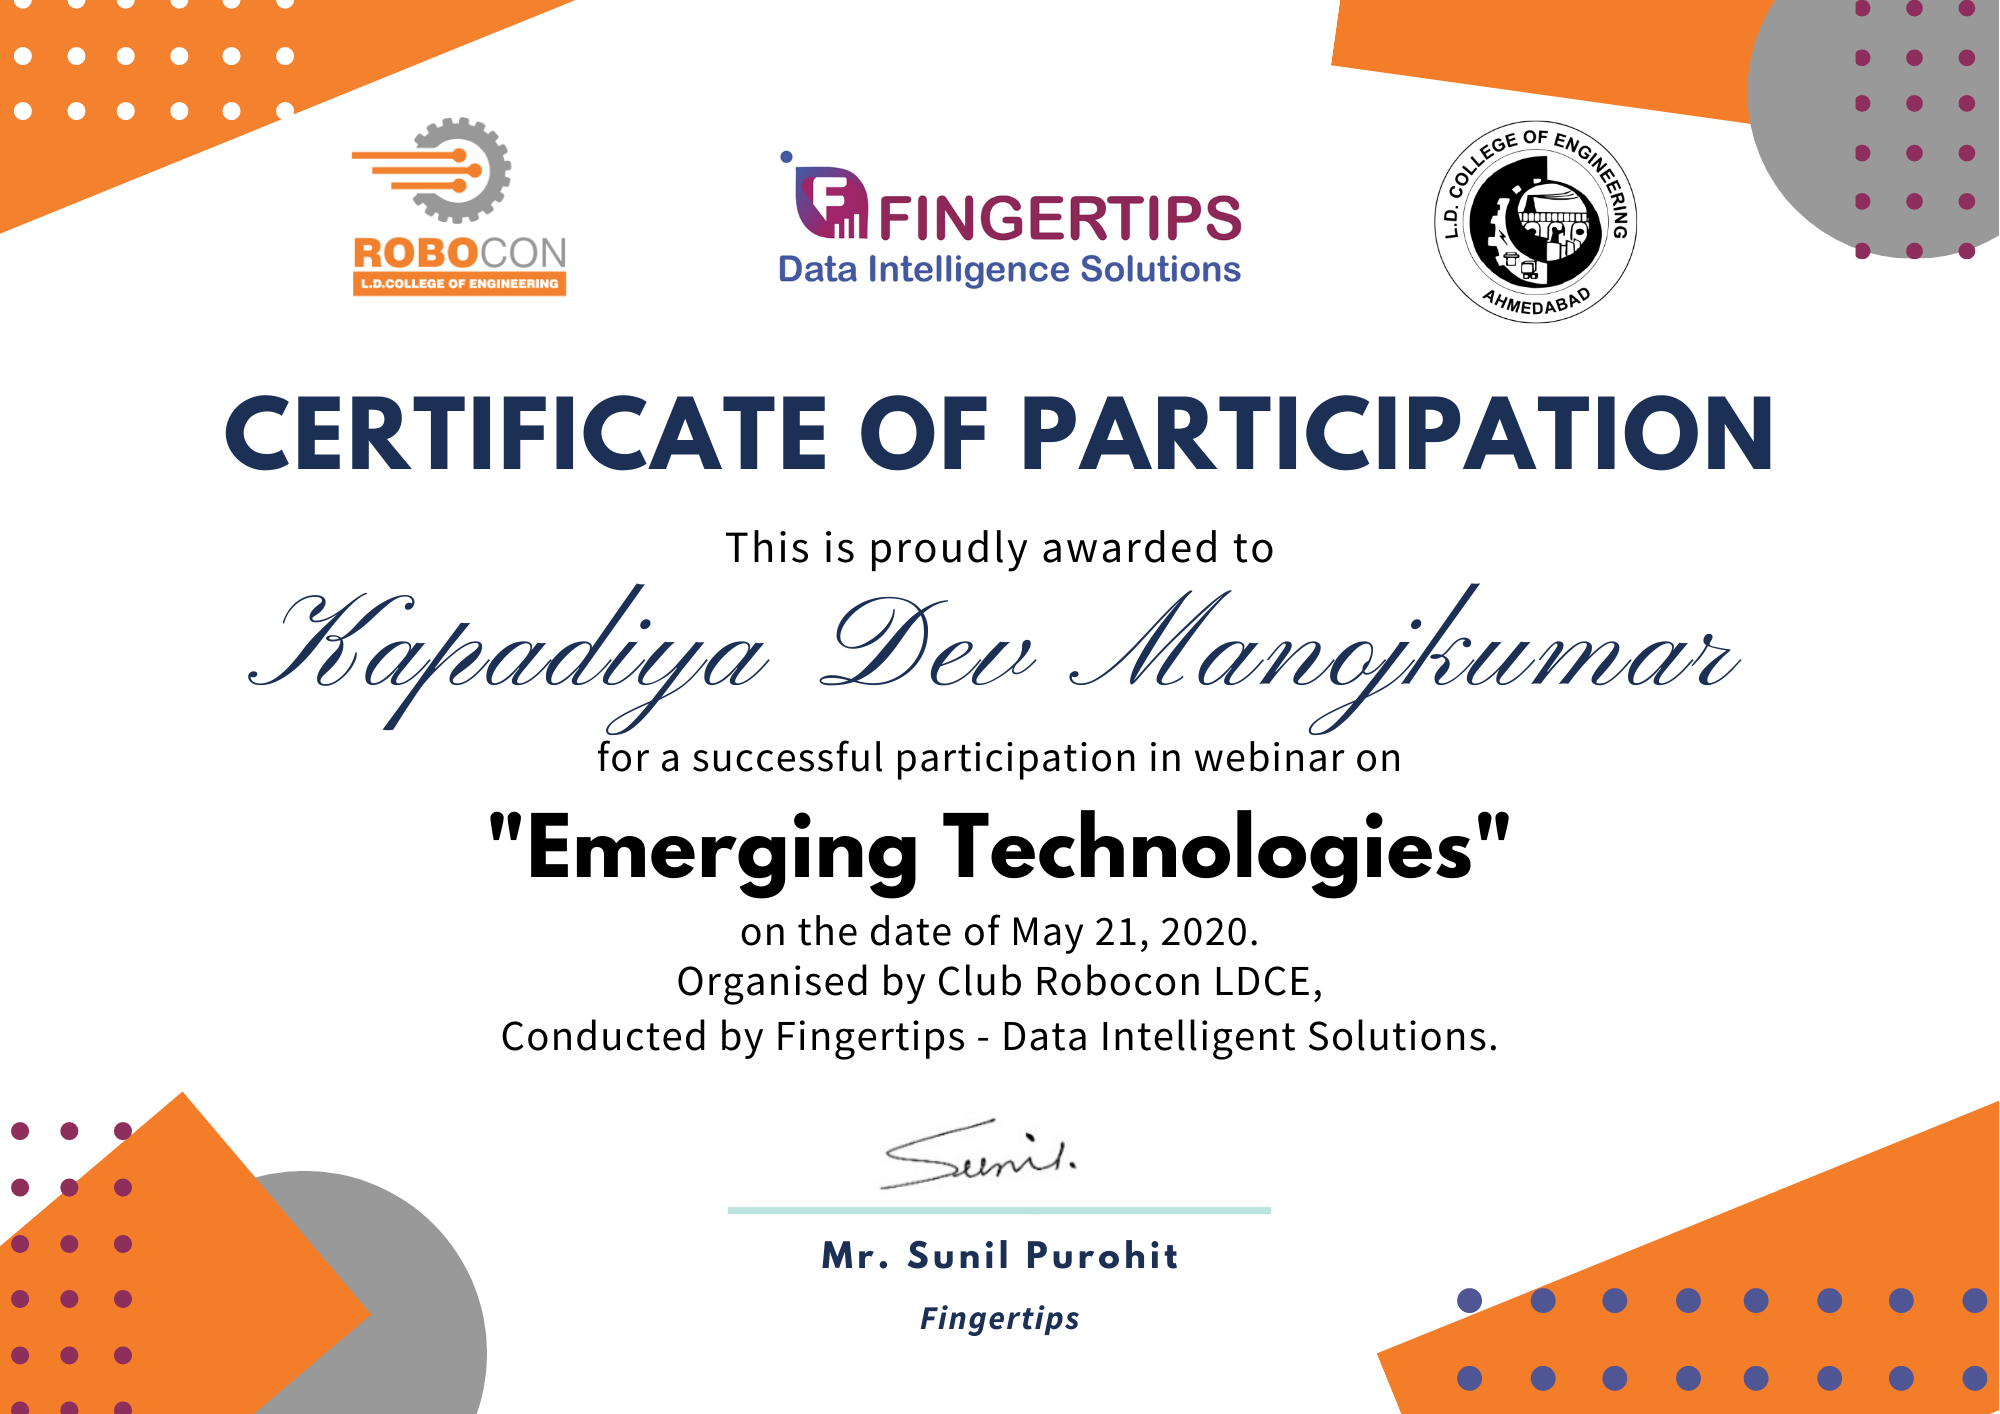 ROBOCON
L.D.COLLEGE OF ENGINEERING
F FINGERTIPS
Data Intelligence Solutions
L.D. COLLEGE OF ENGINEERING
AHMEDABAD
CERTIFICATE OF PARTICIPATION
This is proudly awarded to
Kapadiya Dev Manojkumar
for a successful participation in webinar on
"Emerging Technologies"
on the date of May 21, 2020.
Organised by Club Robocon LDCE,
Conducted by Fingertips - Data Intelligent Solutions.
Sunil.
Mr. Sunil Purohit
Fingertips